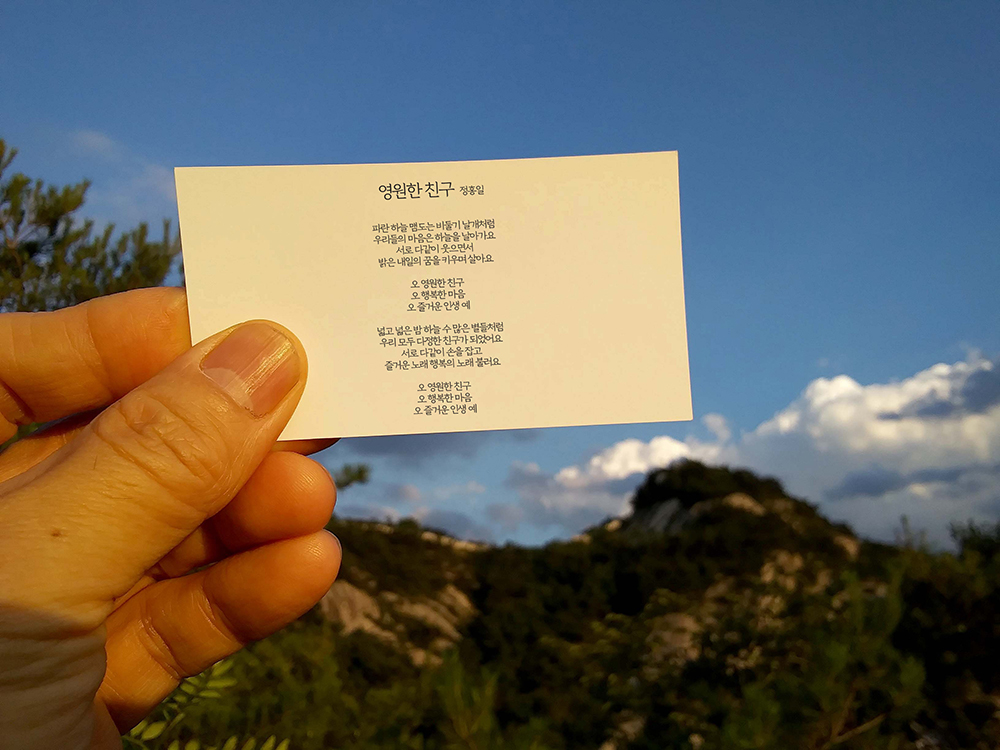 영원한 친구 정홍일
파란 하늘 맴도는 비둘기 날개처럼
우리들의 마음은 하늘을 날아가요
서로 다같이 웃으면서
밝은 내일의 꿈을 키우며 살아요
오 영원한 친구
오 행복한 마음
오 즐거운 인생 예
넓고 넓은 밤 하늘 수 많은 별들처럼
우리 모두 다정한 친구가 되었어요
서로 다같이 손을 잡고
즐거운 노래 행복의 노래 불러요
오 영원한 친구
오 행복한 마음
오 즐거운 인생 예